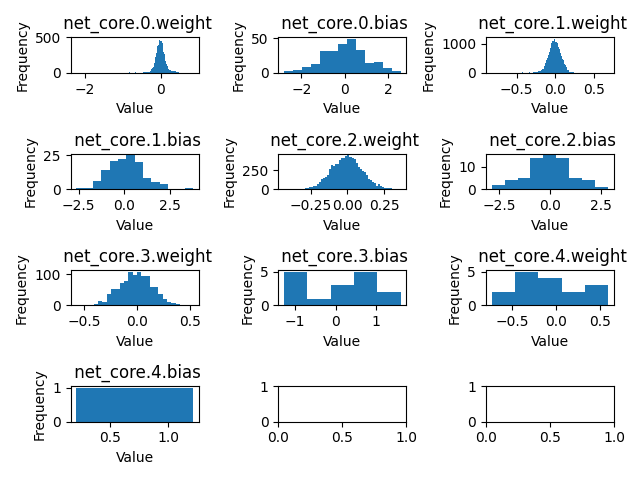 net_core.0.weight
Frequency
500
0
−2
0
Value
net_core.0.bias
Frequency
50
0
−2
0
2
Value
net_core.1.weight
Frequency
1000
0
−0.5
0.0
0.5
Value
net_core.1.bias
Frequency
25
0
−2.5
0.0
2.5
Value
net_core.2.weight
Frequency
250
0
−0.25
0.00
0.25
Value
net_core.2.bias
Frequency
10
0
−2.5
0.0
2.5
Value
net_core.3.weight
Frequency
100
0
−0.5
0.0
0.5
Value
net_core.3.bias
Frequency
5
0
−1
0
1
Value
net_core.4.weight
Frequency
5
0
−0.5
0.0
0.5
Value
net_core.4.bias
Frequency
1
0
0.5
1.0
Value
1
0
0.0
0.5
1.0
1
0
0.0
0.5
1.0